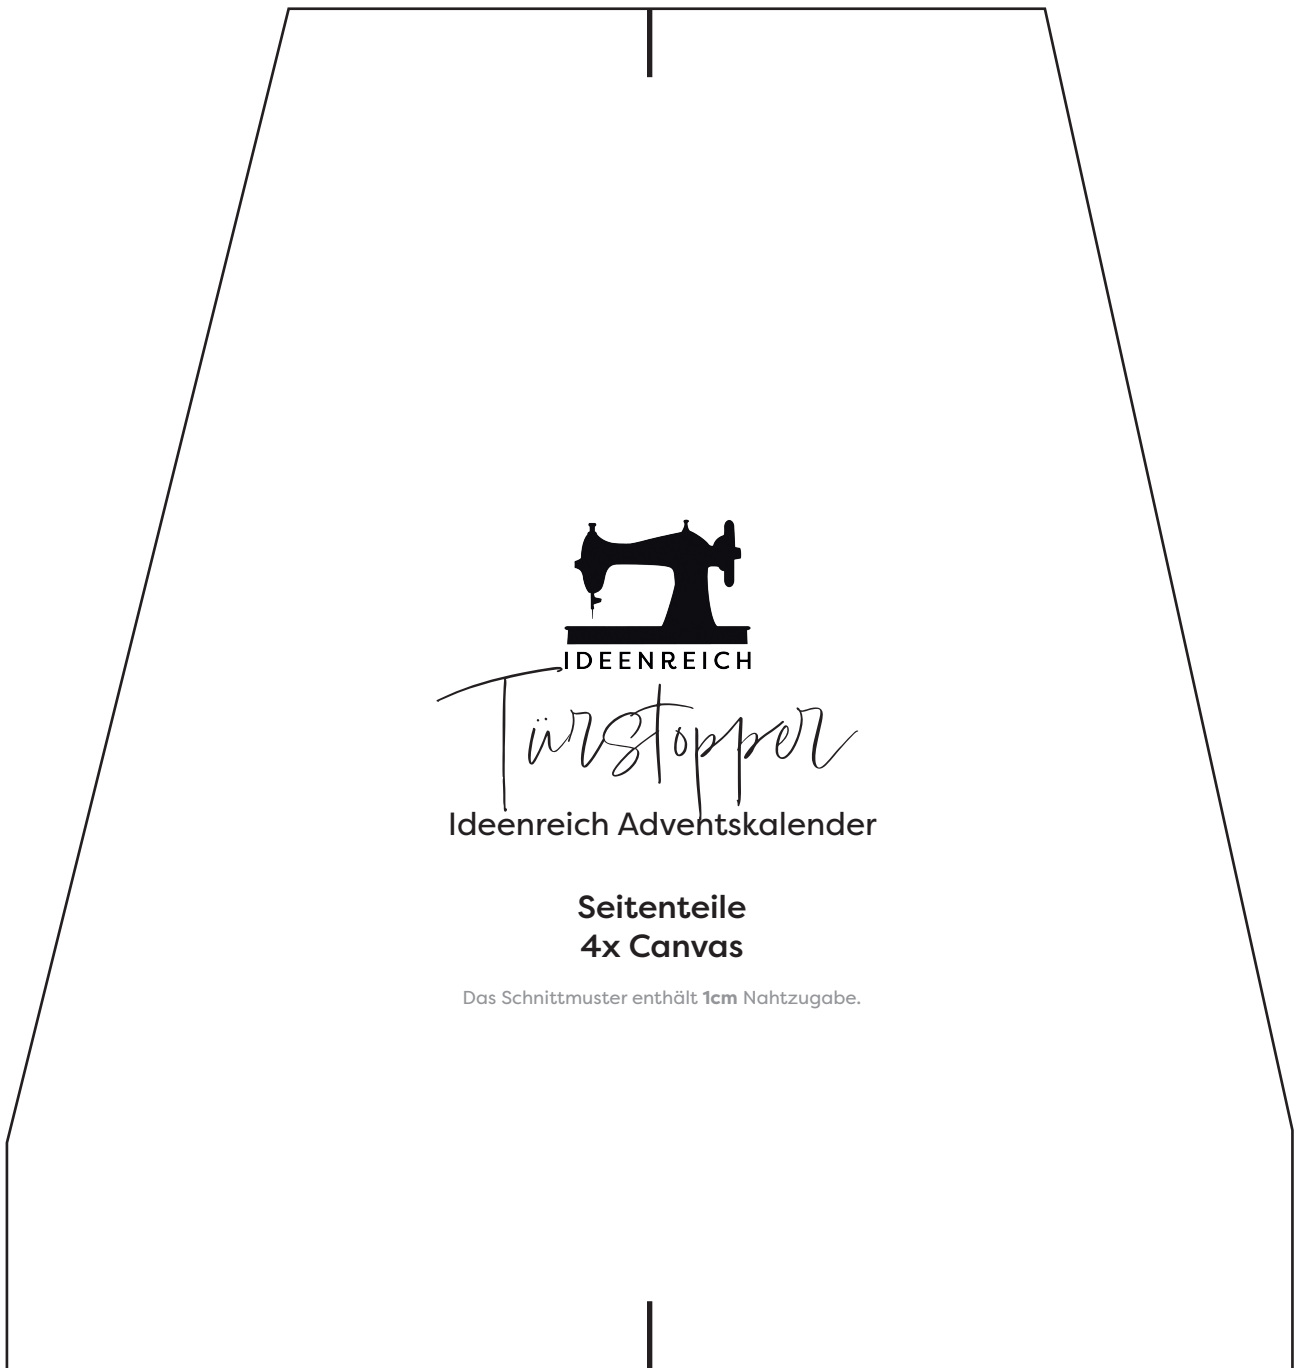 IDEENREICH
Türstopper
Ideenreich Adventskalender
Seitenteile
4x Canvas
Das Schnittmuster enthält 1cm Nahtzugabe.